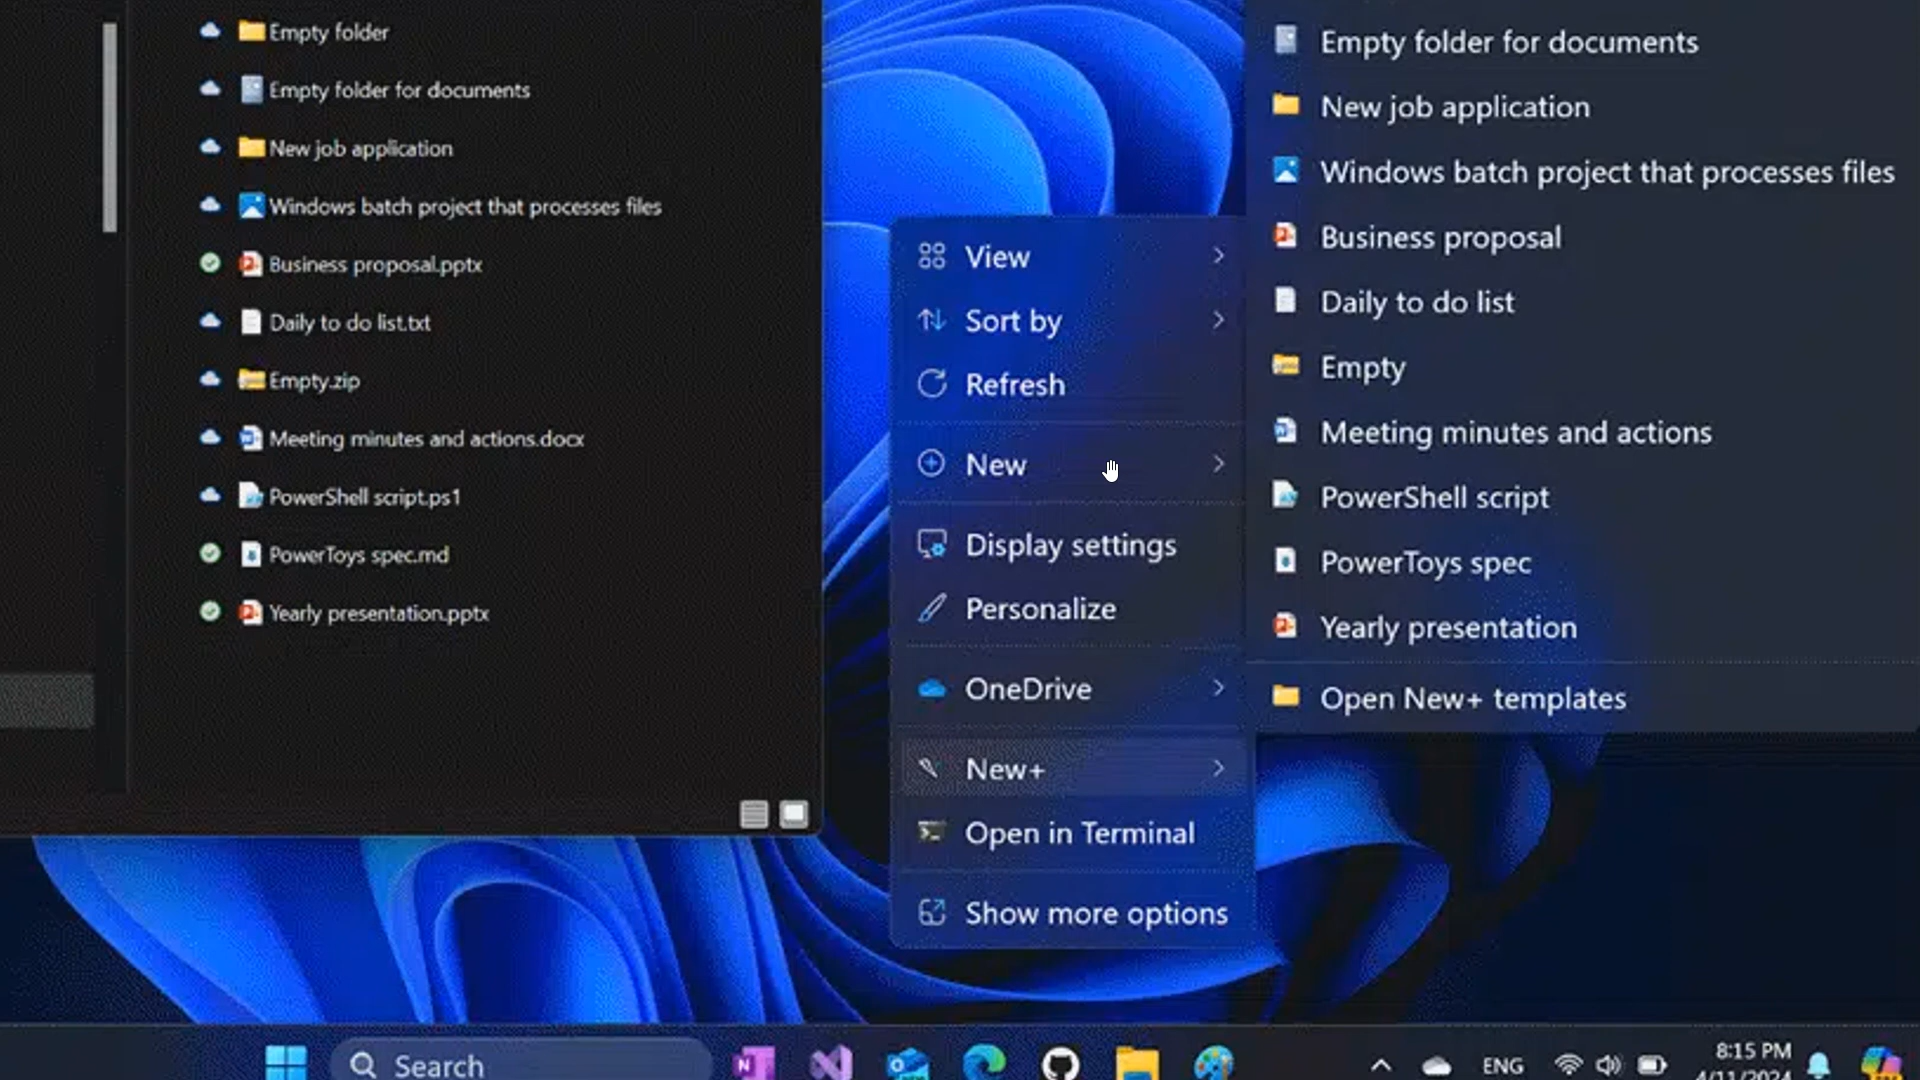 Empty folder
Empty folder for documents
New job application
Windows batch project that processes files
Business proposal.pptx
Daily to do list.txt
Empty.zip
Meeting minutes and actions.docx
PowerShell script.ps1
PowerToys spec.md
Yearly presentation.pptx
View
Sort by
Refresh
New
Display settings
Personalize
OneDrive
New+
Open in Terminal
Show more options
Empty folder for documents
New job application
Windows batch project that processes files
Business proposal
Daily to do list
Empty
Meeting minutes and actions
PowerShell script
PowerToys spec
Yearly presentation
Open New+ templates
Search
ENG
8:15 PM
4/11/2024